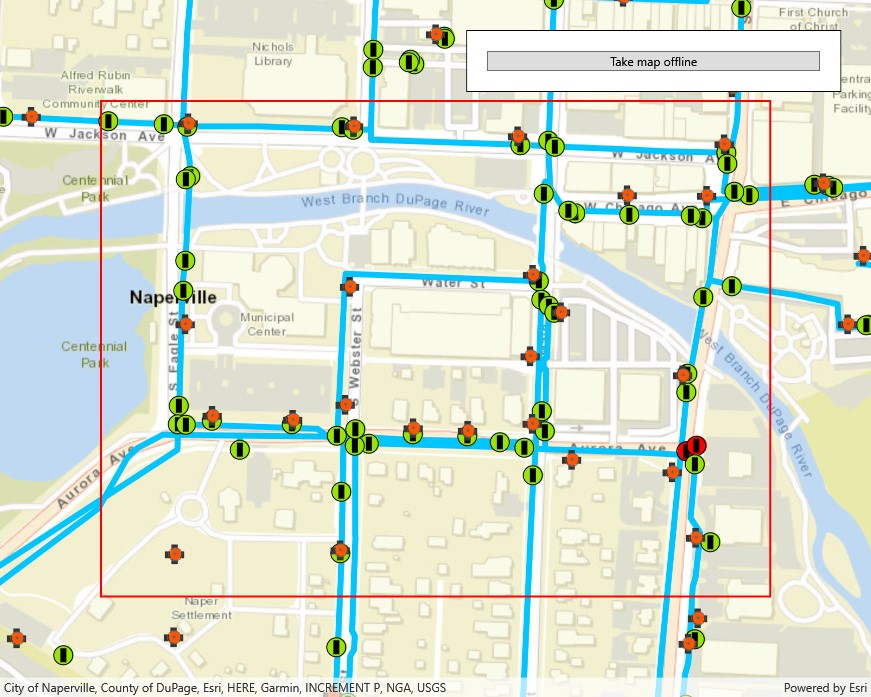 First Church
of Christ
Nichols
Library
Take map offline
Alfred Rubin
Riverwalk
Community Center
Parking
Facility
W Jackson Ave
W Jackson
Centennial
Park
West Branch DuPage River
W Chicago Ave
E Chicago
Water St
Naperville
Municipal
Center
S Eagle St
S Webster St
Centennial
Park
West Branch DuPage River
Aurora Ave
Aurora Ave
Naper
Settlement
City of Naperville, County of DuPage, Esri, HERE, Garmin, INCREMENT P, NGA, USGS
Powered by Esri